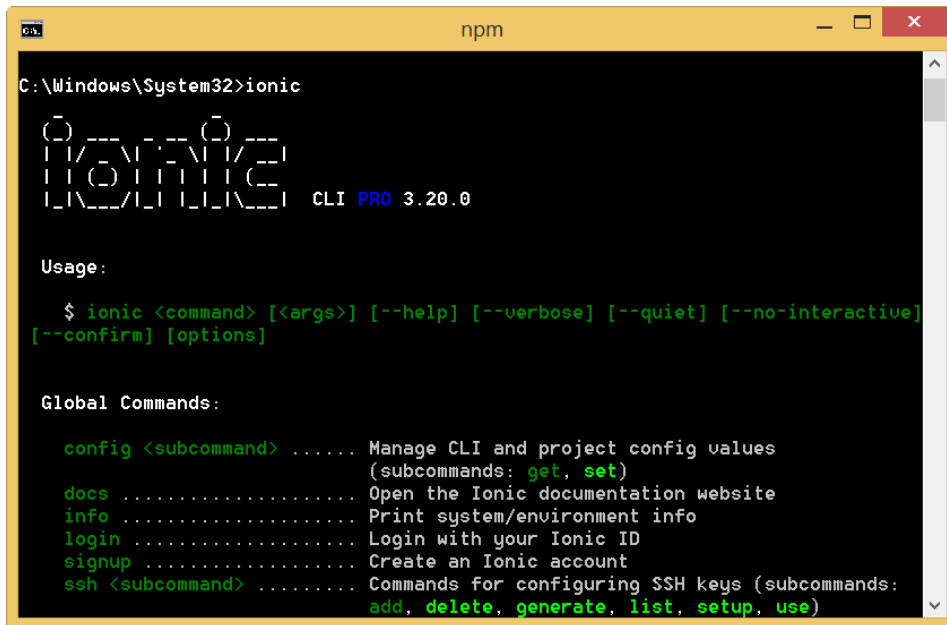 npm
C:\Windows\System32>ionic
ionic
CLI PRO 3.20.0
Usage:
$ ionic <command> [<args>] [--help] [--verbose] [--quiet] [--no-interactive]
[--confirm] [options]
Global Commands:
config <subcommand> ...... Manage CLI and project config values
(subcommands: get, set)
docs ..................... Open the Ionic documentation website
info ..................... Print system/environment info
login .................... Login with your Ionic ID
signup ................... Create an Ionic account
ssh <subcommand> ......... Commands for configuring SSH keys (subcommands:
add, delete, generate, list, setup, use)